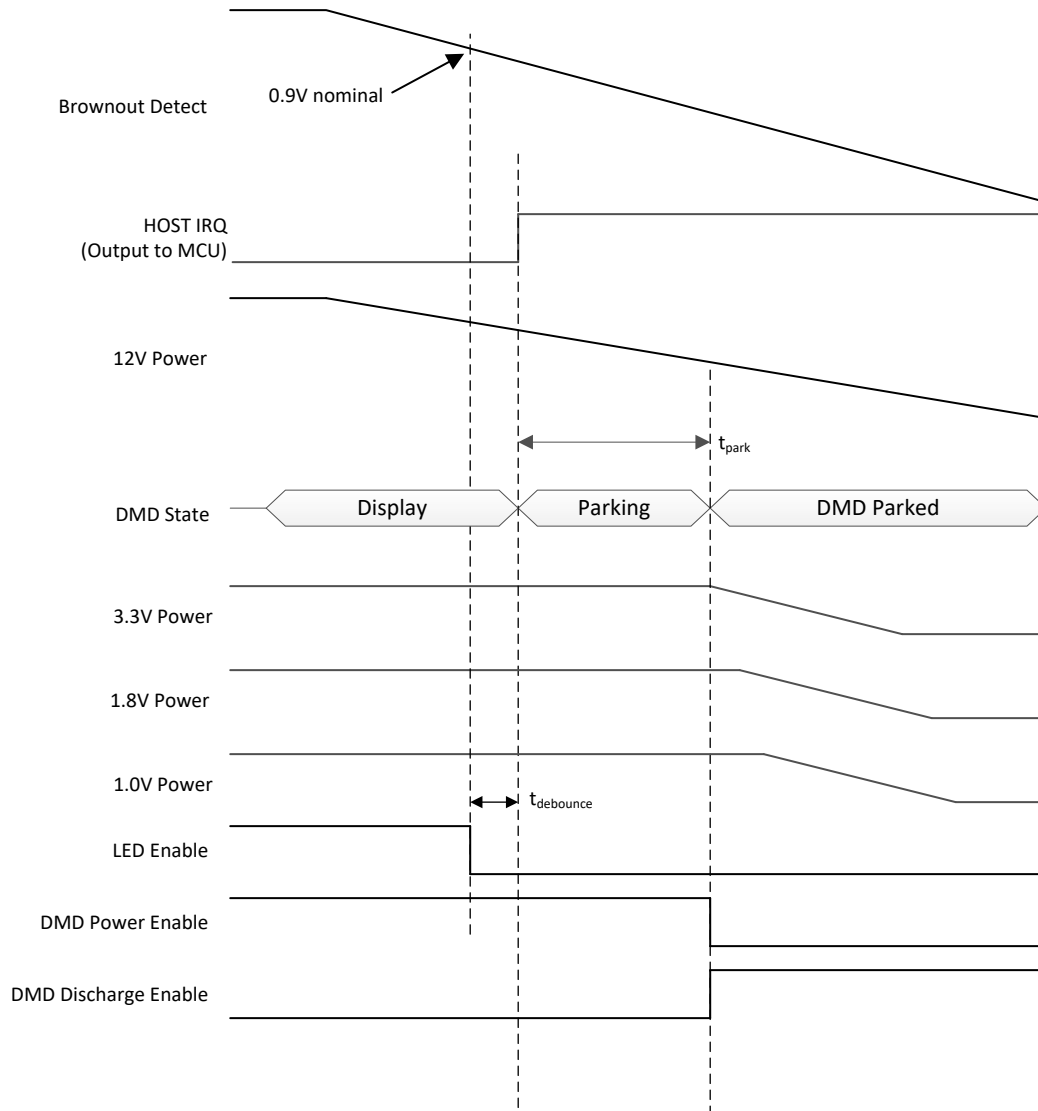 0.9V nominal
Brownout Detect
HOST IRQ
(Output to MCU)
12V Power
tpark
DMD State
Display
Parking
DMD Parked
3.3V Power
1.8V Power
1.0V Power
tdebounce
LED Enable
DMD Power Enable
DMD Discharge Enable